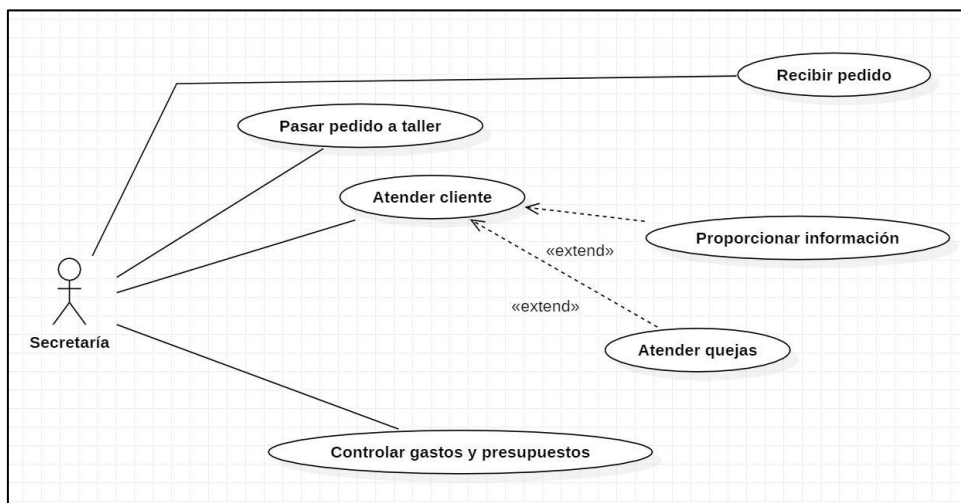 Recibir pedido
Pasar pedido a taller
Atender cliente
Proporcionar información
«extend»
«extend»
Secretaría
Atender quejas
Controlar gastos y presupuestos